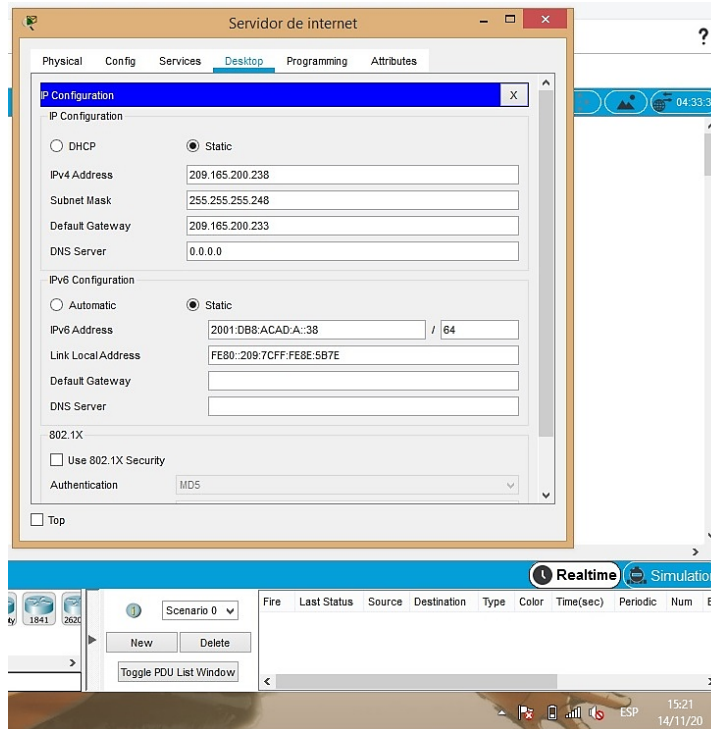 Servidor de internet
?
Physical Config Services Desktop Programming Attributes
IP Configuration X
04:33:3
IP Configuration
DHCP Static
IPv4 Address 209.165.200.238
Subnet Mask 255.255.255.248
Default Gateway 209.165.200.233
DNS Server 0.0.0.0
IPv6 Configuration
Automatic Static
IPv6 Address 2001:DB8:ACAD:A::38 / 64
Link Local Address FE80::209:7CFF:FE8E:5B7E
Default Gateway
DNS Server
802.1X
Use 802.1X Security
Authentication MD5
Top
Realtime Simulation
Scenario 0 Fire Last Status Source Destination Type Color Time(sec) Periodic Num E
1841 2620
New Delete
Toggle PDU List Window
ESP 15:21
14/11/20